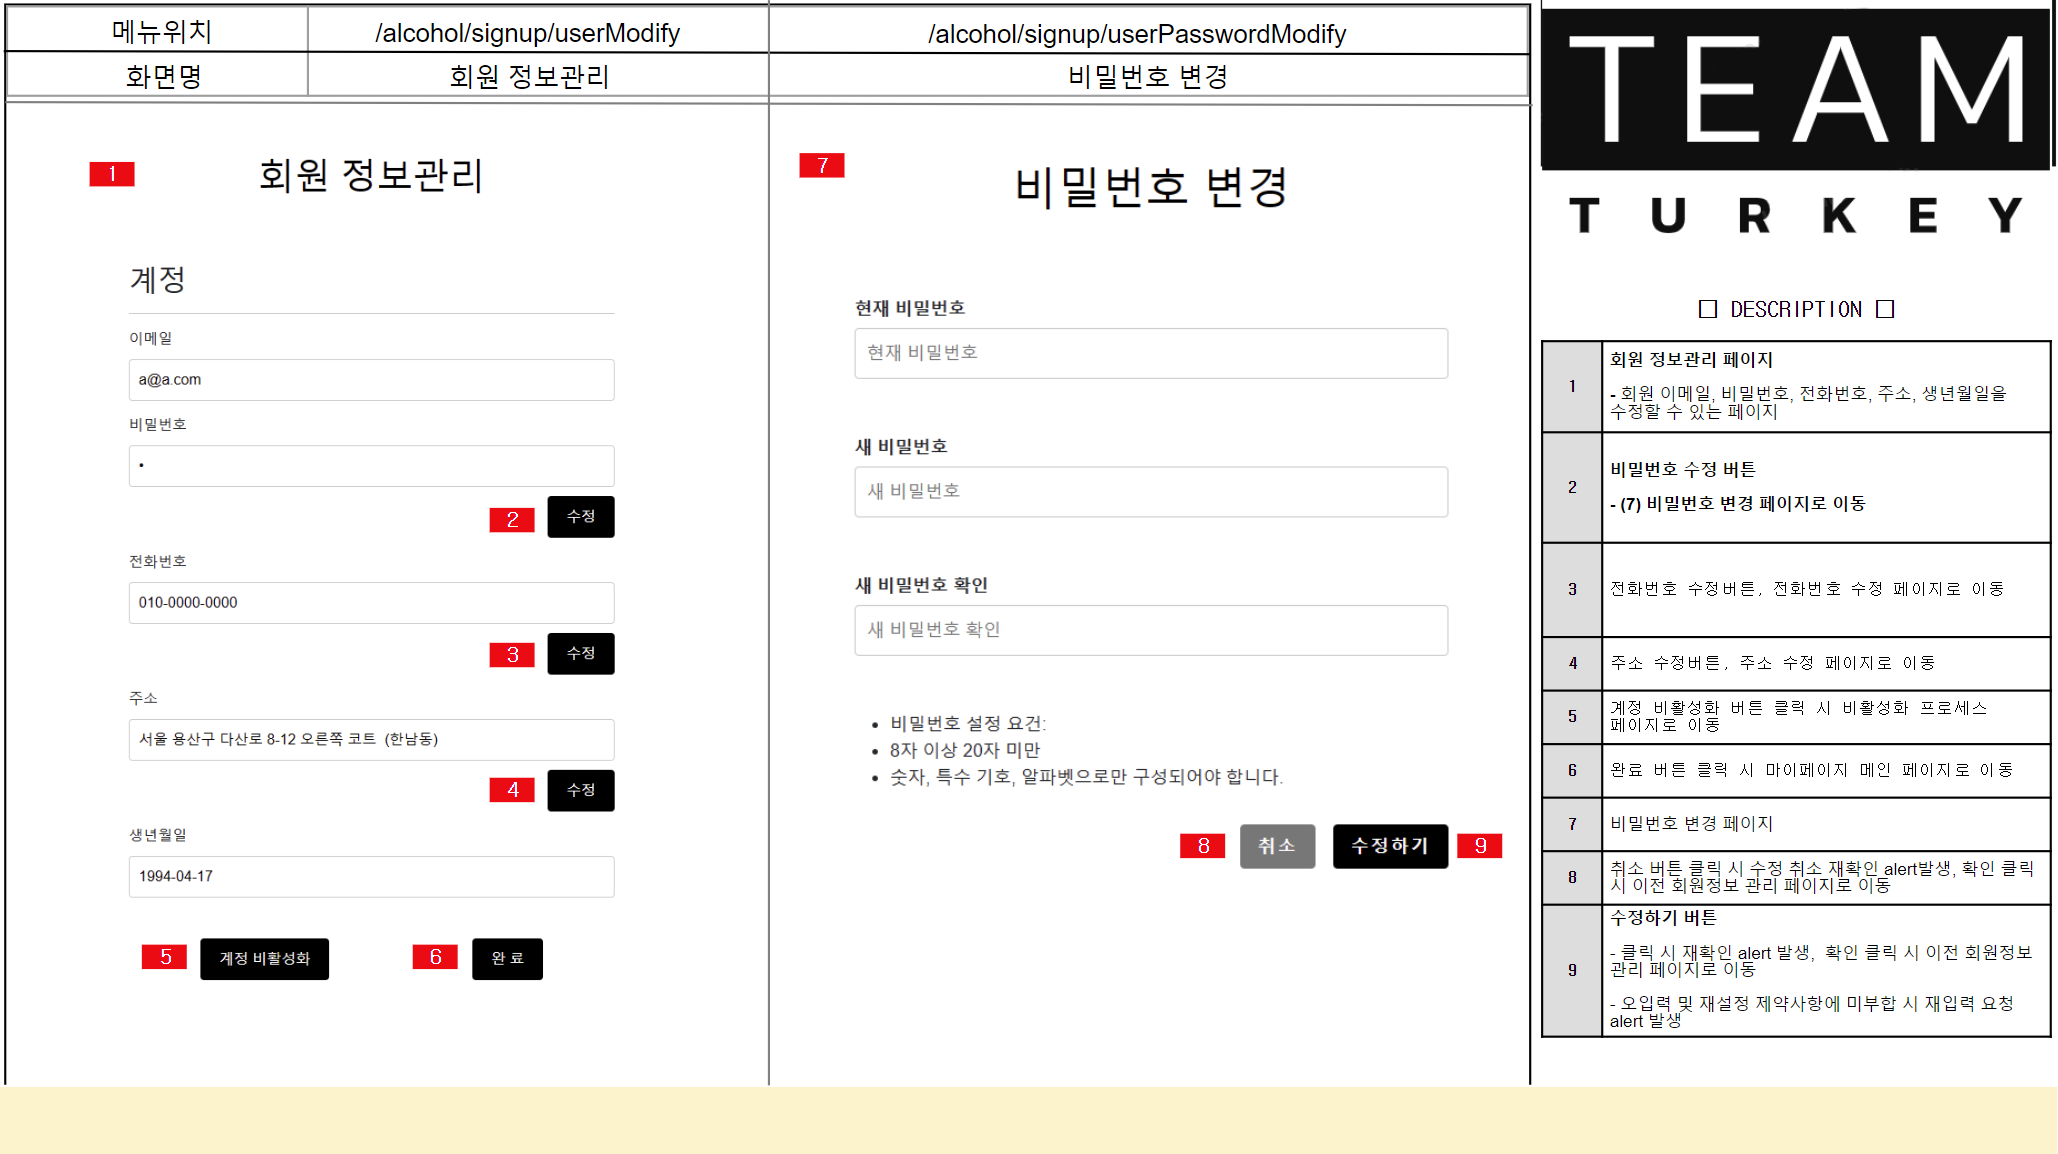 메뉴위치 /alcohol/signup/userModify /alcohol/signup/userPasswordModify
화면명 회원 정보관리 비밀번호 변경
1 회원 정보관리
계정
이메일
a@a.com
비밀번호
•
2 수정
전화번호
010-0000-0000
3 수정
주소
서울 용산구 다산로 8-12 오른쪽 코트 (한남동)
4 수정
생년월일
1994-04-17
5 계정 비활성화 6 완 료
7 비밀번호 변경
현재 비밀번호
현재 비밀번호
새 비밀번호
새 비밀번호
새 비밀번호 확인
새 비밀번호 확인
• 비밀번호 설정 요건:
• 8자 이상 20자 미만
• 숫자, 특수 기호, 알파벳으로만 구성되어야 합니다.
8 취소 수정하기 9
TEAM
TURKEY
□ DESCRIPTION □
1 회원 정보관리 페이지
- 회원 이메일, 비밀번호, 전화번호, 주소, 생년월일을
수정할 수 있는 페이지
2 비밀번호 수정 버튼
- (7) 비밀번호 변경 페이지로 이동
3 전화번호 수정버튼, 전화번호 수정 페이지로 이동
4 주소 수정버튼, 주소 수정 페이지로 이동
5 계정 비활성화 버튼 클릭 시 비활성화 프로세스
페이지로 이동
6 완료 버튼 클릭 시 마이페이지 메인 페이지로 이동
7 비밀번호 변경 페이지
8 취소 버튼 클릭 시 수정 취소 재확인 alert발생, 확인 클릭
시 이전 회원정보 관리 페이지로 이동
9 수정하기 버튼
- 클릭 시 재확인 alert 발생, 확인 클릭 시 이전 회원정보
관리 페이지로 이동
- 오입력 및 재설정 제약사항에 미부합 시 재입력 요청
alert 발생